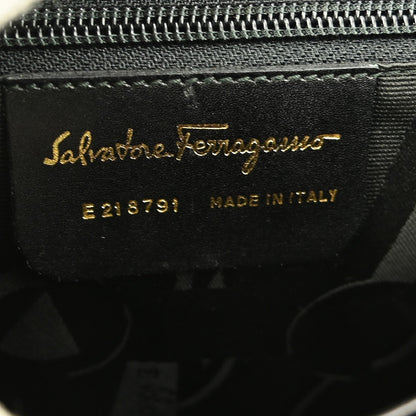 Salvatore Ferragamo
E 21 8791 MADE IN ITALY